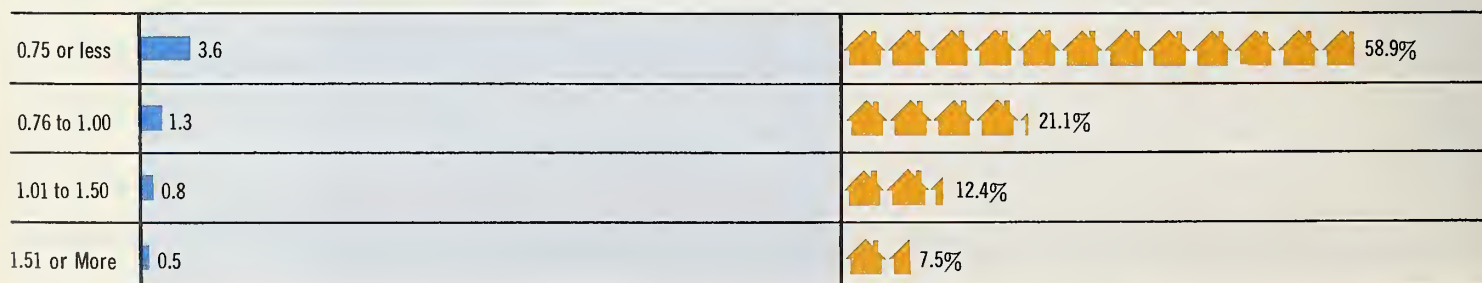 0.75 or less 3.6 58.9%
0.76 to 1.00 1.3 21.1%
1.01 to 1.50 0.8 12.4%
1.51 or More 0.5 7.5%